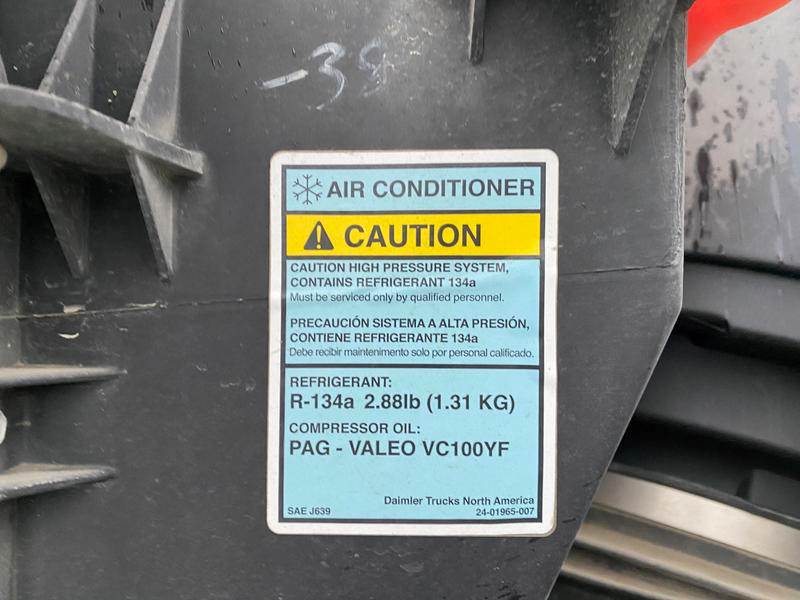 -38
AIR CONDITIONER
CAUTION
CAUTION HIGH PRESSURE SYSTEM,
CONTAINS REFRIGERANT 134a
Must be serviced only by qualified personnel.
PRECAUCIÓN SISTEMA A ALTA PRESIÓN,
CONTIENE REFRIGERANTE 134a
Debe recibir maintenimento solo por personal calificado.
REFRIGERANT:
R-134a 2.88lb (1.31 KG)
COMPRESSOR OIL:
PAG - VALEO VC100YF
Daimler Trucks North America
SAE J639 24-01965-007